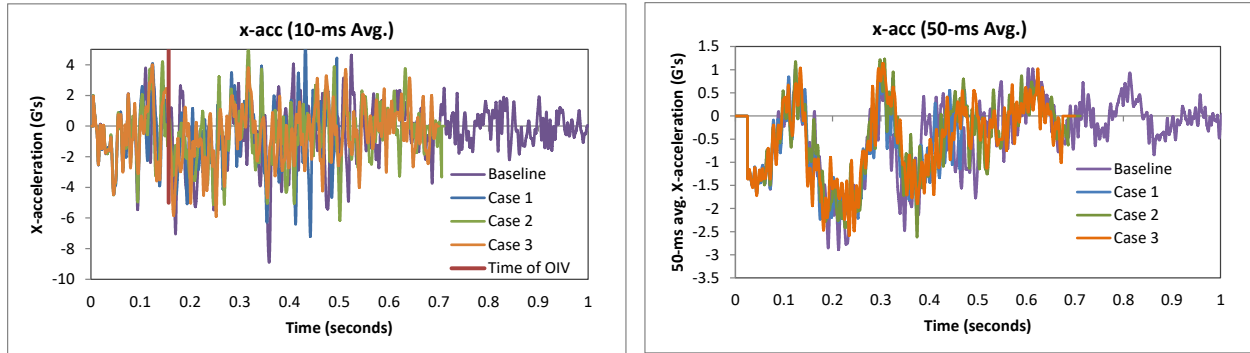 x-acc (10-ms Avg.)
X-acceleration (G's)
4
2
0
-2
-4
-6
-8
-10
0 0.1 0.2 0.3 0.4 0.5 0.6 0.7 0.8 0.9 1
Time (seconds)
Baseline
Case 1
Case 2
Case 3
Time of OIV
x-acc (50-ms Avg.)
50-ms avg. X-acceleration (G's)
1.5
1
0.5
0
-0.5
-1
-1.5
-2
-2.5
-3
-3.5
0 0.1 0.2 0.3 0.4 0.5 0.6 0.7 0.8 0.9 1
Time (seconds)
Baseline
Case 1
Case 2
Case 3